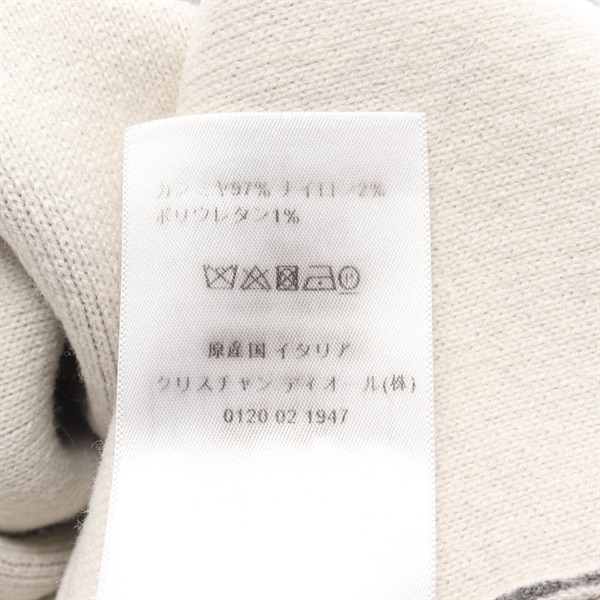 カシミヤ97% ナイロン2%
ポリウレタン1%
原産国 イタリア
クリスチャン ディオール(株)
0120 02 1947